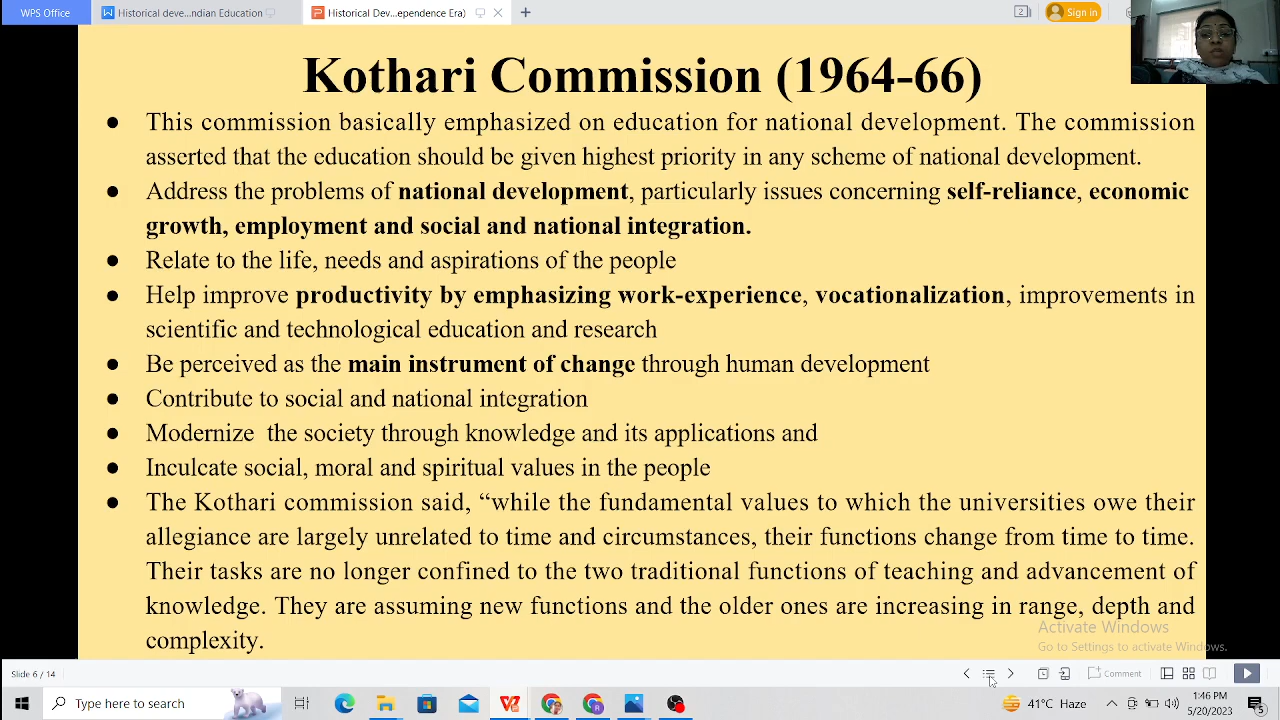 WPS Office
Historical deve...ndian Education
Historical Dev...ependence Era)
2
Sign in
Kothari Commission (1964-66)
● This commission basically emphasized on education for national development. The commission
asserted that the education should be given highest priority in any scheme of national development.
● Address the problems of national development, particularly issues concerning self-reliance, economic
growth, employment and social and national integration.
● Relate to the life, needs and aspirations of the people
● Help improve productivity by emphasizing work-experience, vocationalization, improvements in
scientific and technological education and research
● Be perceived as the main instrument of change through human development
● Contribute to social and national integration
● Modernize  the society through knowledge and its applications and
● Inculcate social, moral and spiritual values in the people
● The Kothari commission said, “while the fundamental values to which the universities owe their
allegiance are largely unrelated to time and circumstances, their functions change from time to time.
Their tasks are no longer confined to the two traditional functions of teaching and advancement of
knowledge. They are assuming new functions and the older ones are increasing in range, depth and
complexity.
Activate Windows
Go to Settings to activate Windows.
Slide 6 / 14
Comment
Type here to search
41°C Haze
1:46 PM
5/20/2023
5